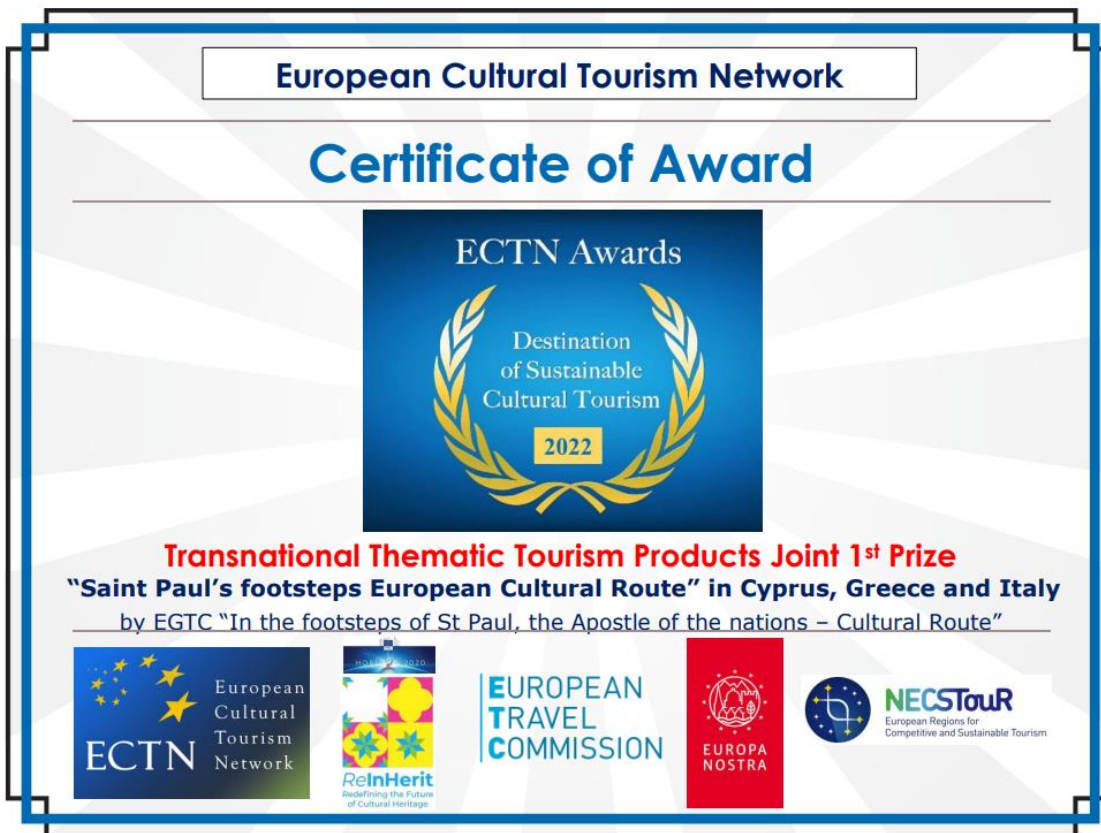 European Cultural Tourism Network
Certificate of Award
ECTN Awards
Destination
of Sustainable
Cultural Tourism
2022
Transnational Thematic Tourism Products Joint 1st Prize
“Saint Paul’s footsteps European Cultural Route” in Cyprus, Greece and Italy
by EGTC “In the footsteps of St Paul, the Apostle of the nations – Cultural Route”
ECTN
European
Cultural
Tourism
Network
HORIZON 2020
ReInHerit
Redefining the Future
of Cultural Heritage
EUROPEAN
TRAVEL
COMMISSION
EUROPA
NOSTRA
NECSTouR
European Regions for
Competitive and Sustainable Tourism